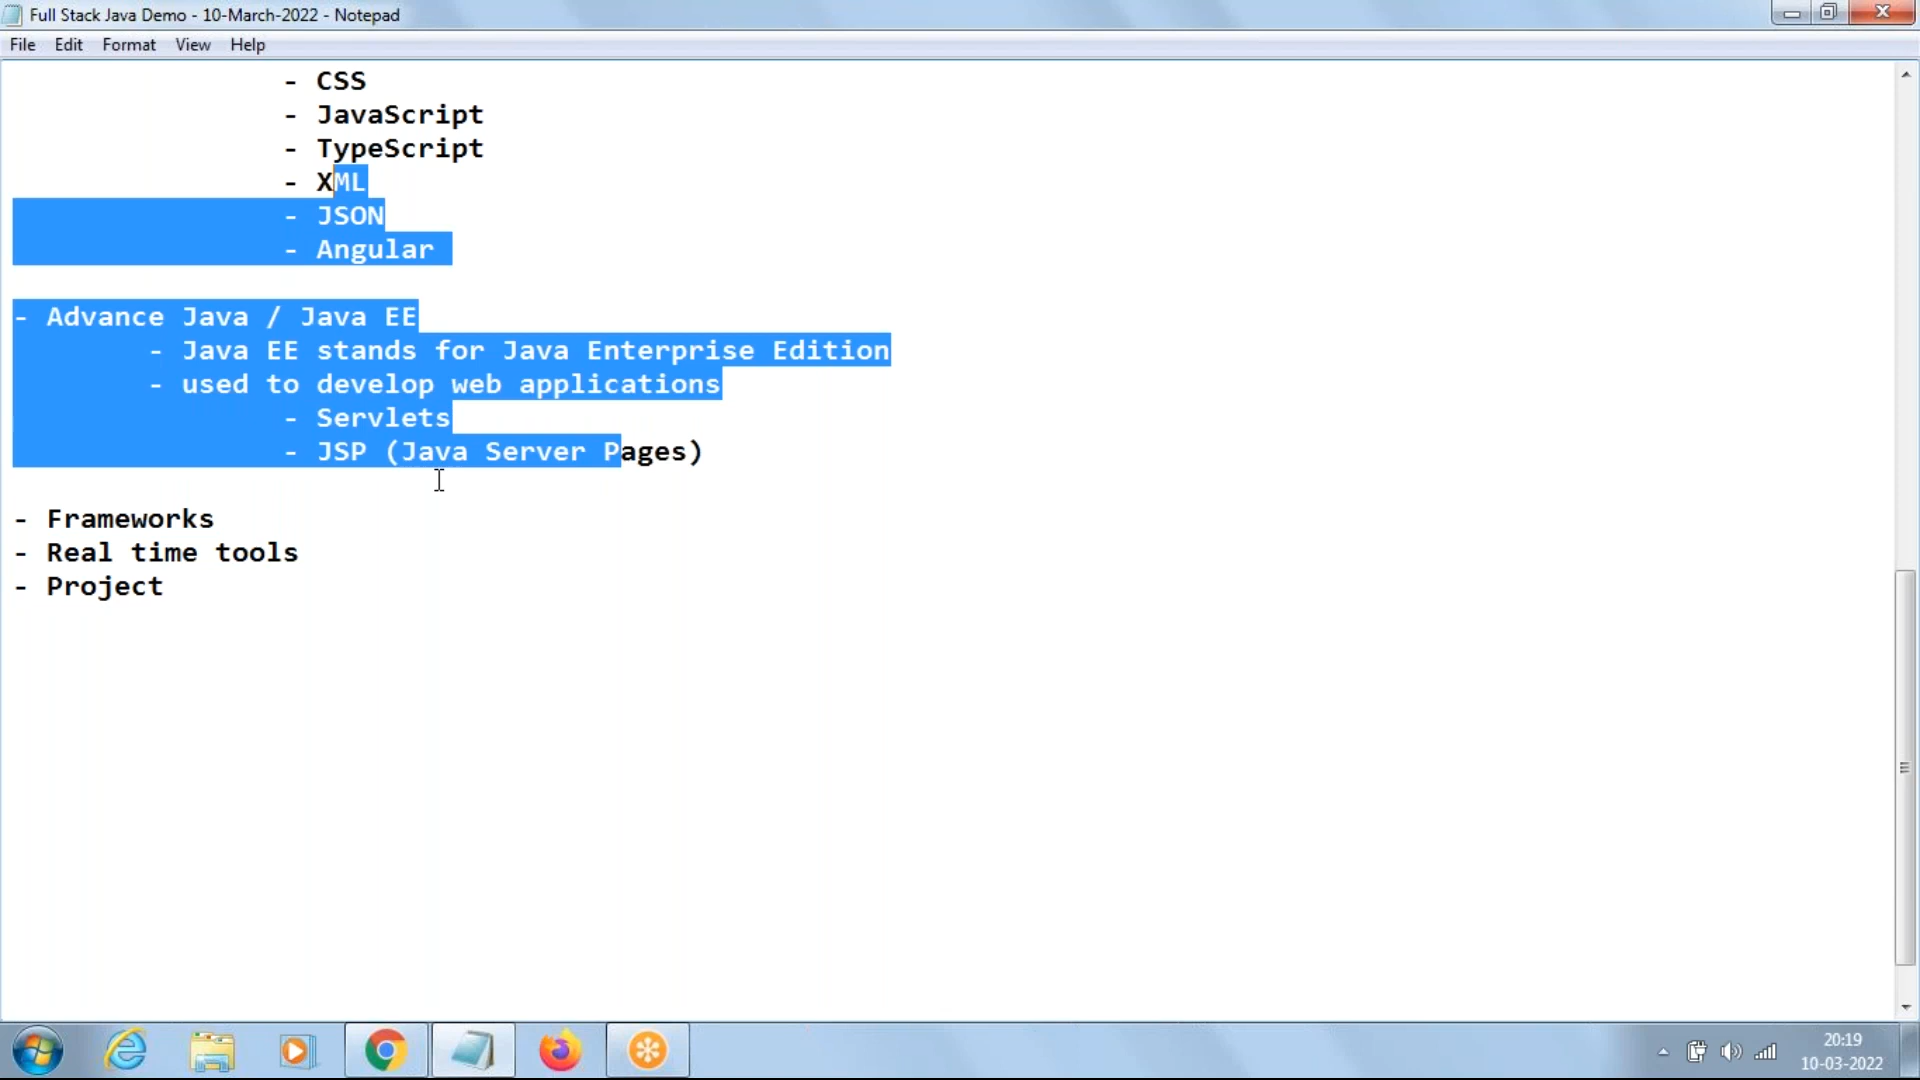 Full Stack Java Demo - 10-March-2022 - Notepad
File Edit Format View Help
- CSS
- JavaScript
- TypeScript
- XML
- JSON
- Angular
- Advance Java / Java EE
- Java EE stands for Java Enterprise Edition
- used to develop web applications
- Servlets
- JSP (Java Server Pages)
- Frameworks
- Real time tools
- Project
20:19
10-03-2022